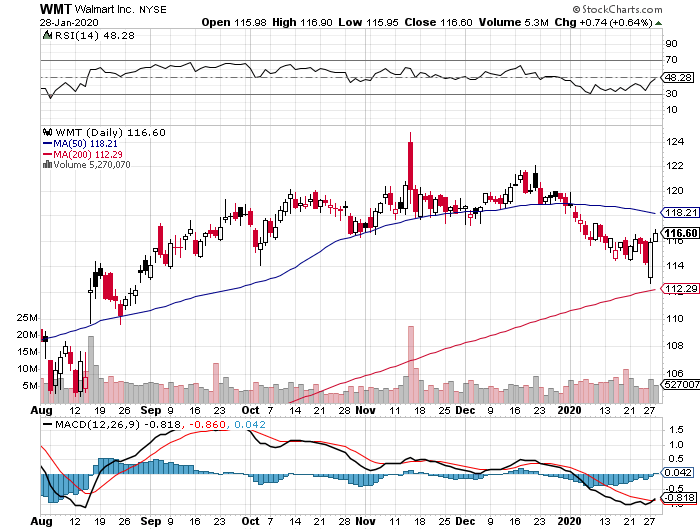 WMT Walmart Inc. NYSE © StockCharts.com
28-Jan-2020 Open 115.98 High 116.90 Low 115.95 Close 116.60 Volume 5.3M Chg +0.74 (+0.64%)
RSI(14) 48.28
90
70
48.28
30
10
WMT (Daily) 116.60
MA(50) 118.21
MA(200) 112.29
Volume 5,270,070
124
122
120
118.21
116.60
116
114
112.29
110
108
106
104
25M
20M
15M
10M
5M
527007
Aug 12 19 26 Sep 9 16 23 Oct 7 14 21 28 Nov 11 18 25 Dec 9 16 23 2020 13 21 27
MACD(12,26,9) -0.818, -0.860, 0.042
1.5
1.0
0.5
0.042
-0.5
-0.818
Aug 12 19 26 Sep 9 16 23 Oct 7 14 21 28 Nov 11 18 25 Dec 9 16 23 2020 13 21 27